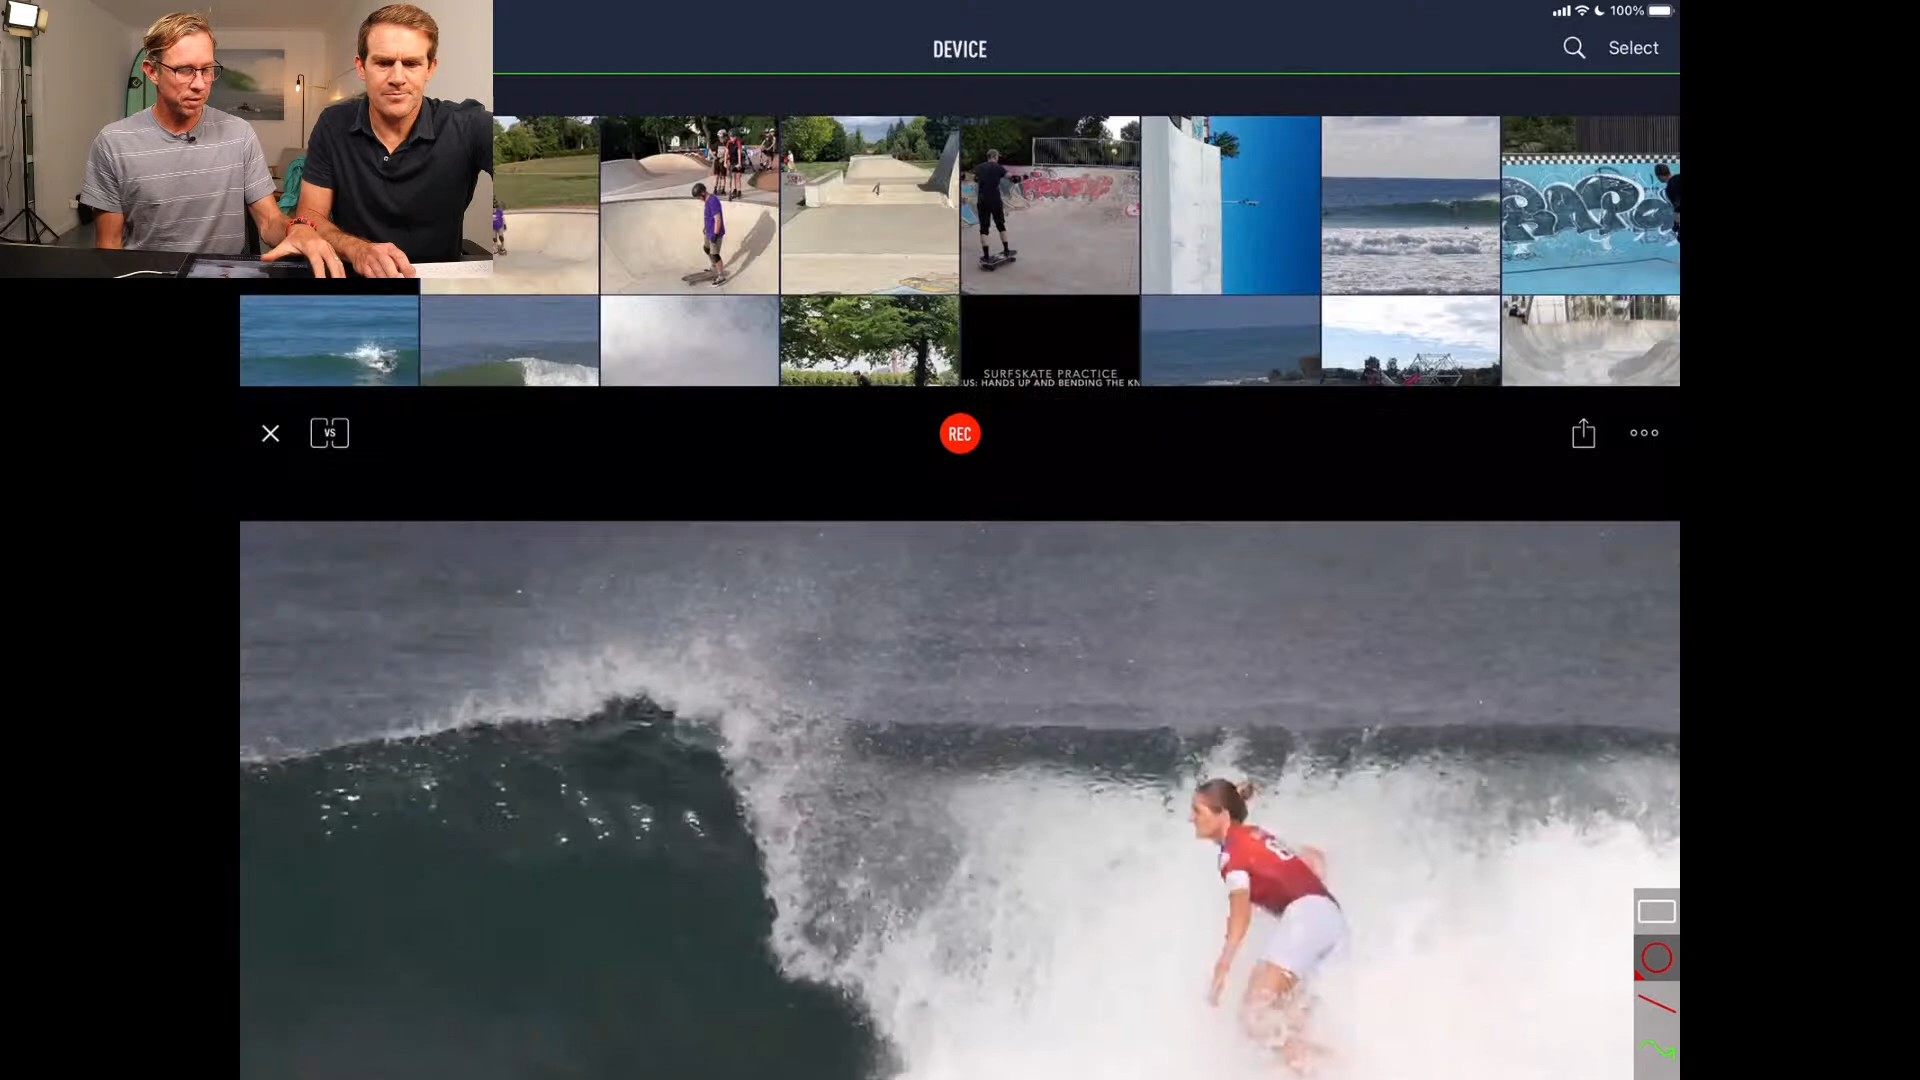 100%
DEVICE
Select
SURFSKATE PRACTICE
US: HANDS UP AND BENDING THE KN
VS
REC